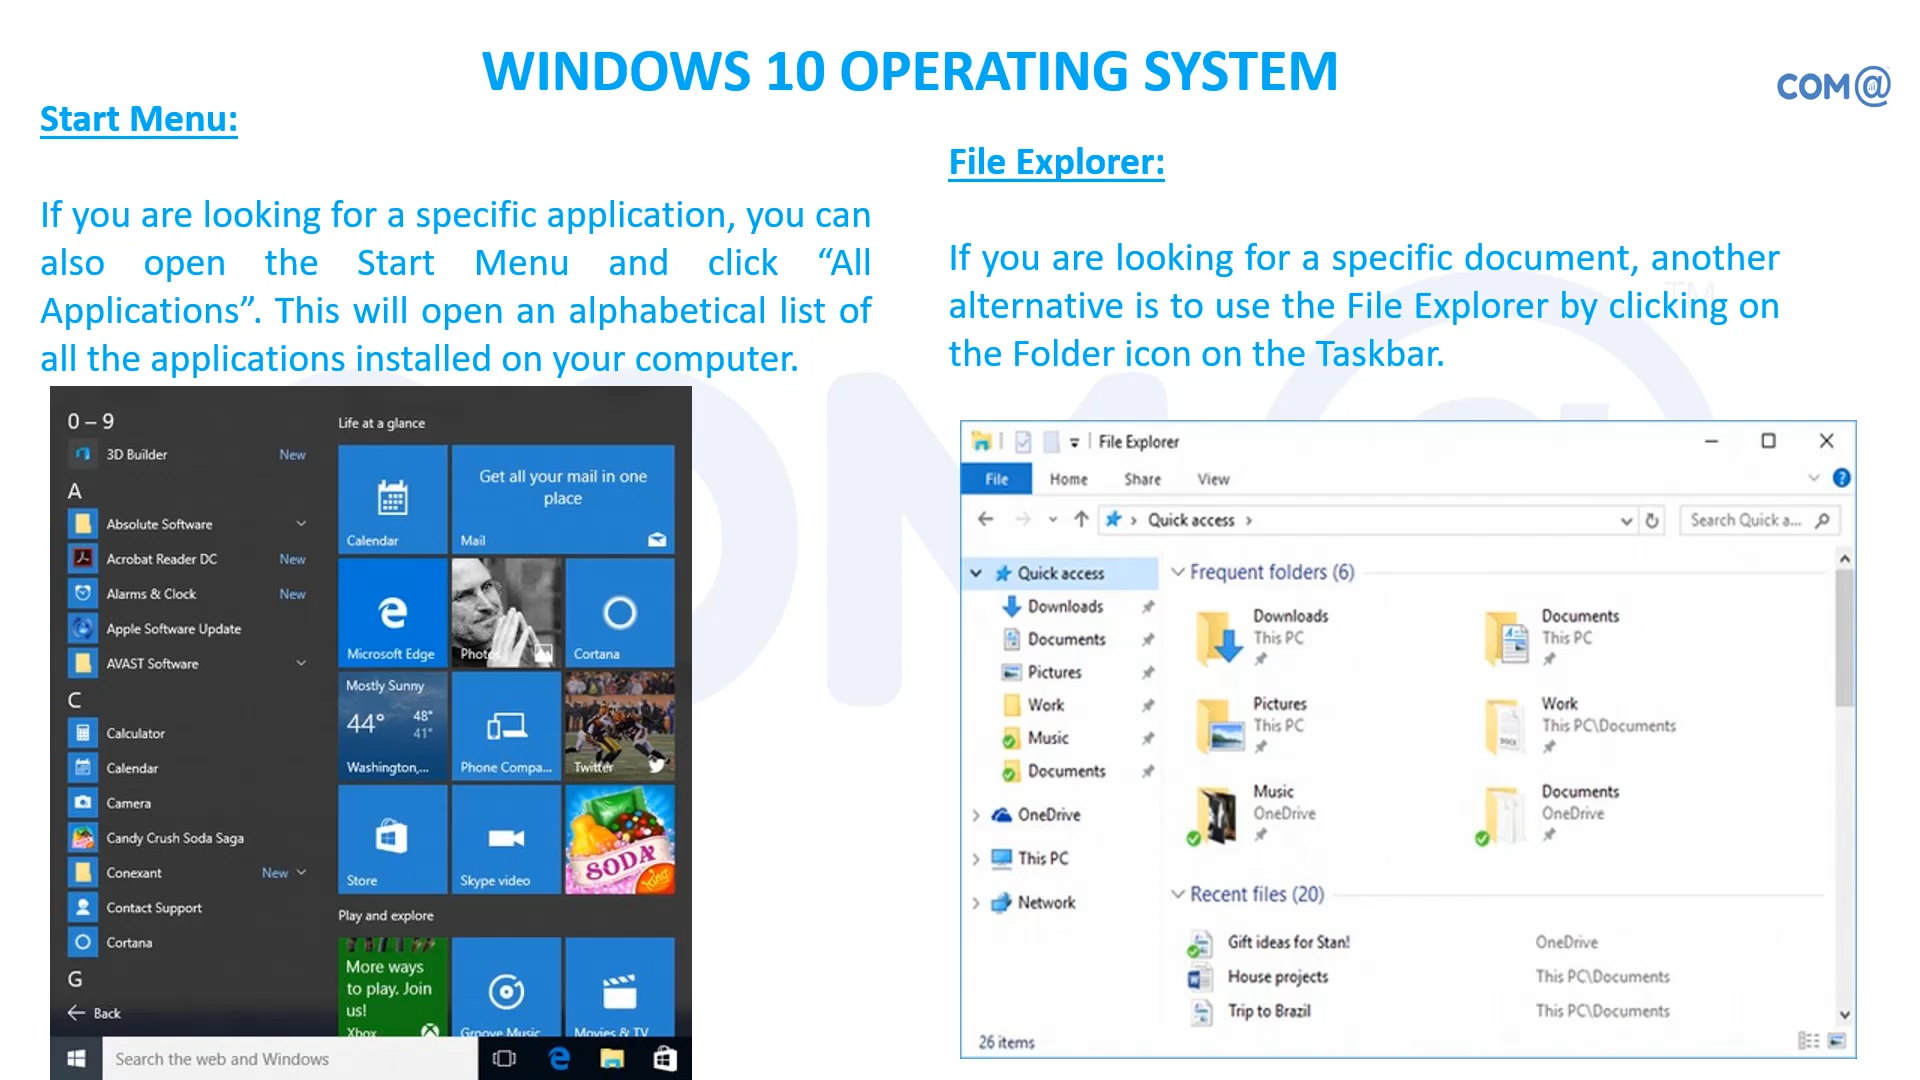 WINDOWS 10 OPERATING SYSTEM
COM@
Start Menu:
If you are looking for a specific application, you can
also open the Start Menu and click “All
Applications”. This will open an alphabetical list of
all the applications installed on your computer.
File Explorer:
If you are looking for a specific document, another
alternative is to use the File Explorer by clicking on
the Folder icon on the Taskbar.
TM
0 – 9
3D Builder New
A
Absolute Software
Acrobat Reader DC New
Alarms & Clock New
Apple Software Update
AVAST Software
C
Calculator
Calendar
Camera
Candy Crush Soda Saga
Conexant New
Contact Support
Cortana
G
Back
Search the web and Windows
Life at a glance
Calendar
Get all your mail in one
place
Mail
Microsoft Edge
Photos
Cortana
Mostly Sunny
44° 48°
41°
Washington,...
Phone Compa...
Twitter
Store
Skype video
SODA
King
Play and explore
More ways
to play. Join
us!
Xbox
Groove Music
Movies & TV
File Explorer
File Home Share View
Quick access
Search Quick a...
Quick access
Downloads
Documents
Pictures
Work
Music
Documents
OneDrive
This PC
Network
Frequent folders (6)
Downloads
This PC
Documents
This PC
Pictures
This PC
Work
This PC\Documents
Music
OneDrive
Documents
OneDrive
Recent files (20)
Gift ideas for Stan! OneDrive
House projects This PC\Documents
Trip to Brazil This PC\Documents
26 items